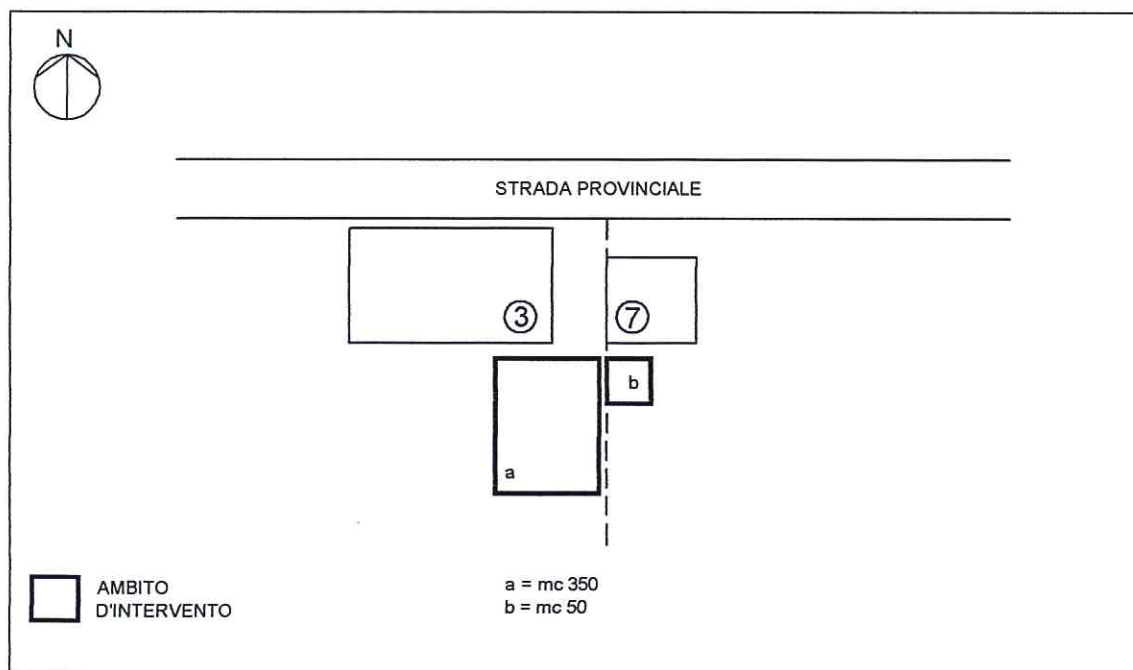 N
STRADA PROVINCIALE
3
7
b
a
AMBITO
D'INTERVENTO
a = mc 350
b = mc 50